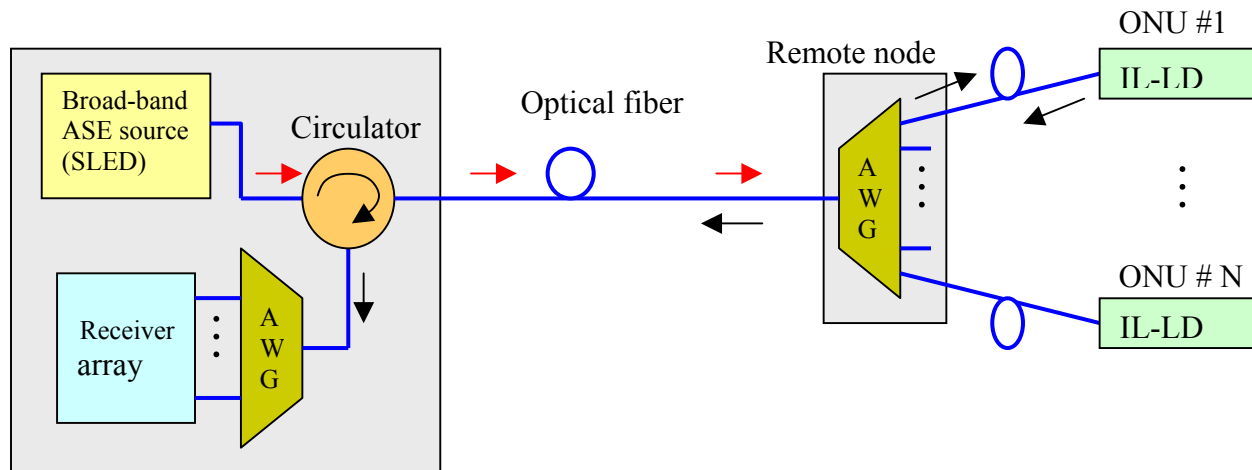 Broad-band
ASE source
(SLED)
Circulator
Optical fiber
Remote node
ONU #1
IL-LD
A
W
G
ONU # N
IL-LD
Receiver
array
A
W
G